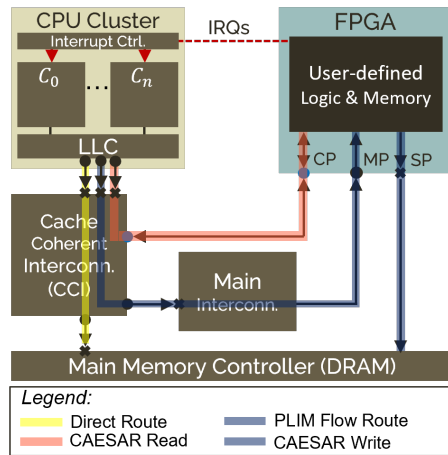 CPU Cluster
Interrupt Ctrl.
IRQs
FPGA
C0
...
Cn
User-defined
Logic & Memory
LLC
CP
MP
SP
Cache
Coherent
Interconn.
(CCI)
Main
Interconn.
Main Memory Controller (DRAM)
Legend:
Direct Route
PLIM Flow Route
CAESAR Read
CAESAR Write